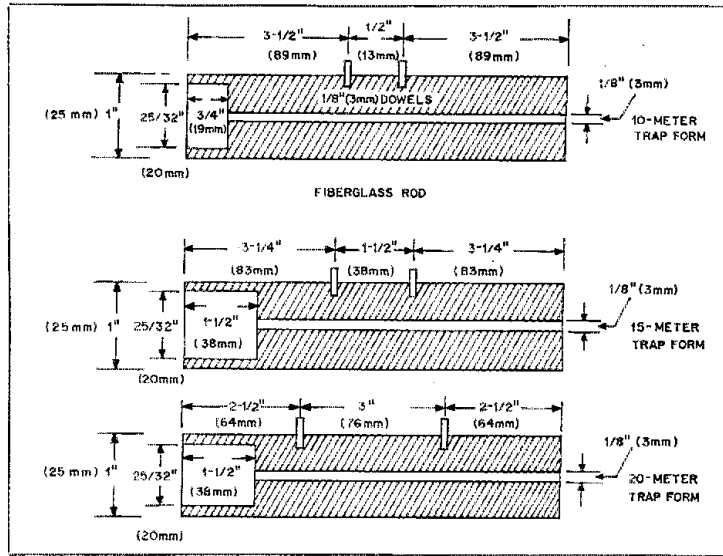 3-1/2" 1/2" 3-1/2"
(89mm) (13mm) (89mm)
1/8" (3mm) DOWELS
(25 mm) 1" 25/32" 3/4"
(19mm)
(20mm)
1/8" (3mm)
10-METER
TRAP FORM
FIBERGLASS ROD
3-1/4" 1-1/2" 3-1/4"
(83mm) (38mm) (83mm)
(25 mm) 1" 25/32" 1-1/2"
(38mm)
(20mm)
1/8" (3mm)
15-METER
TRAP FORM
2-1/2" 3" 2-1/2"
(64mm) (76mm) (64mm)
(25 mm) 1" 25/32" 1-1/2"
(38mm)
(20mm)
1/8" (3mm)
20-METER
TRAP FORM